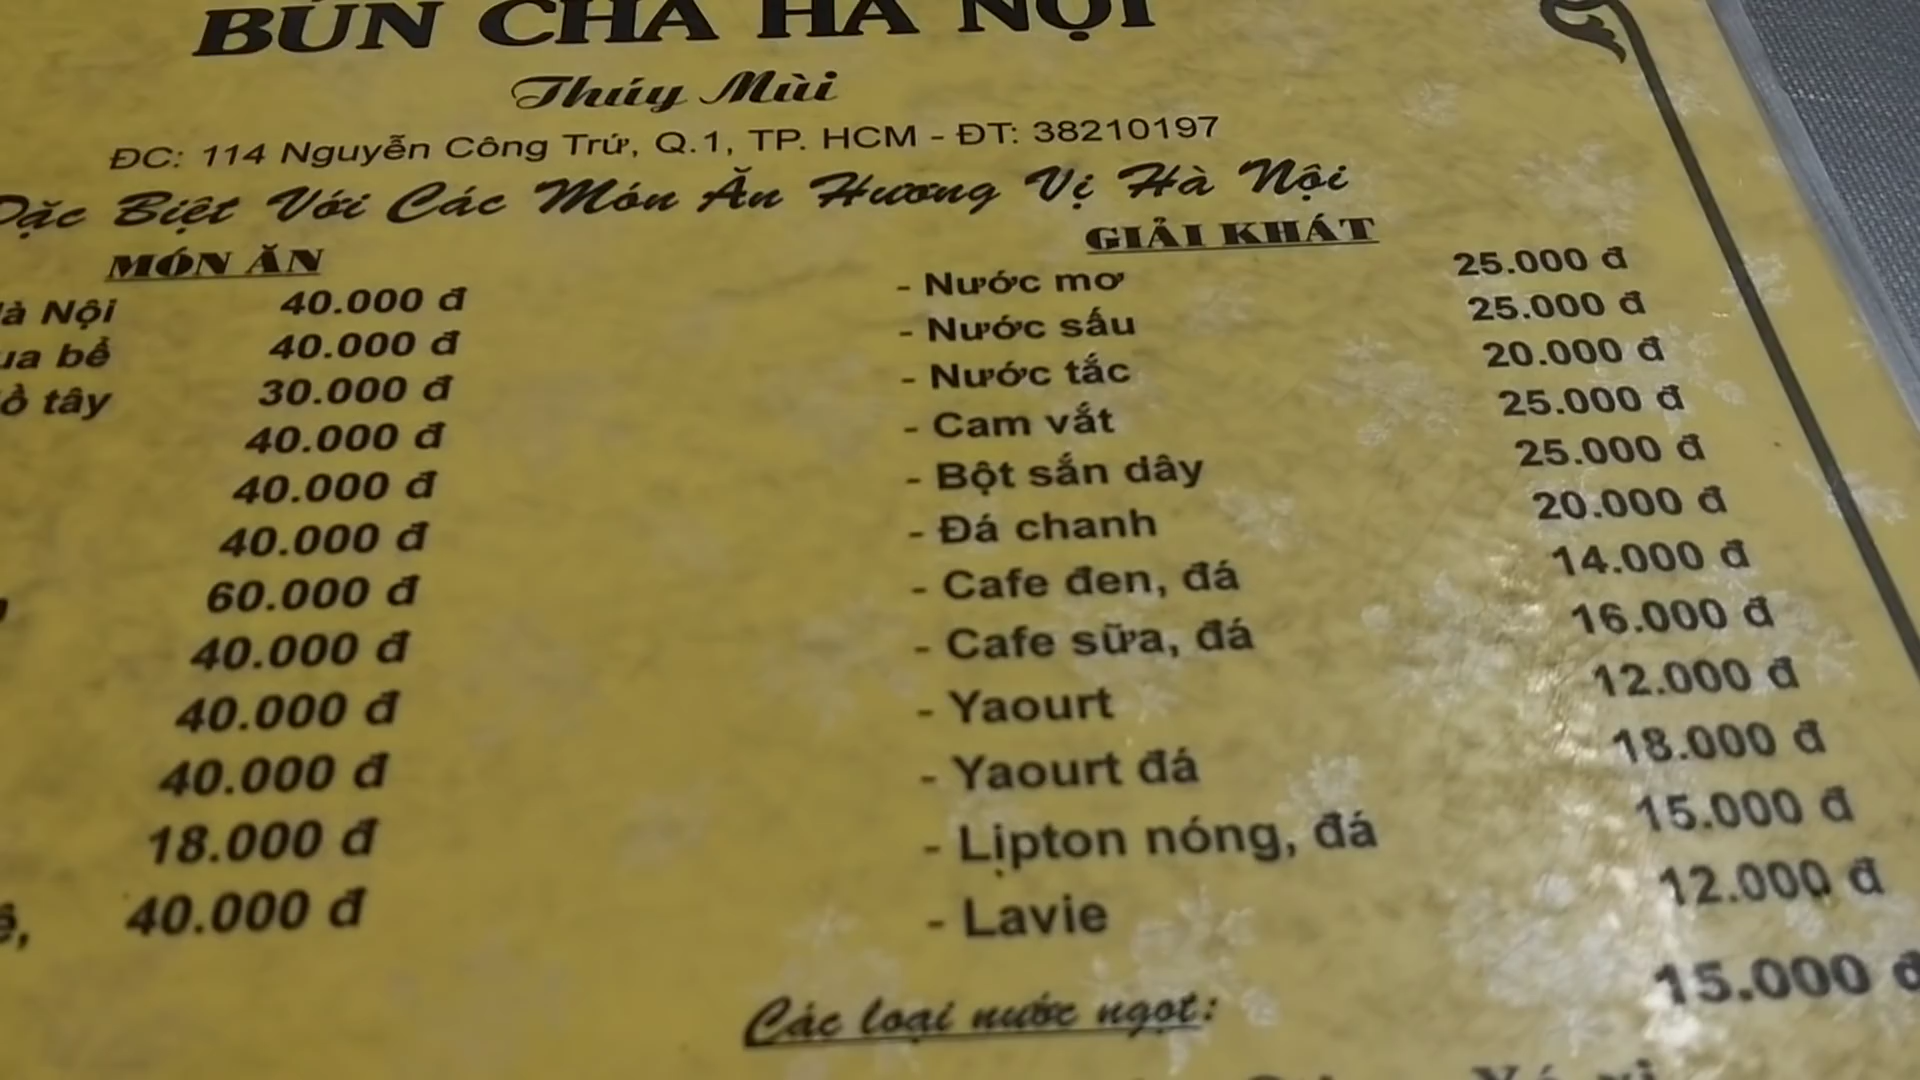 BÚN CHẢ HÀ NỘI
Thúy Mùi
ĐC: 114 Nguyễn Công Trứ, Q.1, TP. HCM - ĐT: 38210197
Đặc Biệt Với Các Món Ăn Hương Vị Hà Nội
MÓN ĂN
à Nội 40.000 đ
ua bể 40.000 đ
tây 30.000 đ
40.000 đ
40.000 đ
40.000 đ
60.000 đ
40.000 đ
40.000 đ
40.000 đ
18.000 đ
40.000 đ
GIẢI KHÁT
- Nước mơ 25.000 đ
- Nước sấu 25.000 đ
- Nước tắc 20.000 đ
- Cam vắt 25.000 đ
- Bột sắn dây 25.000 đ
- Đá chanh 20.000 đ
- Cafe đen, đá 14.000 đ
- Cafe sữa, đá 16.000 đ
- Yaourt 12.000 đ
- Yaourt đá 18.000 đ
- Lipton nóng, đá 15.000 đ
- Lavie 12.000 đ
Các loại nước ngọt: 15.000 đ